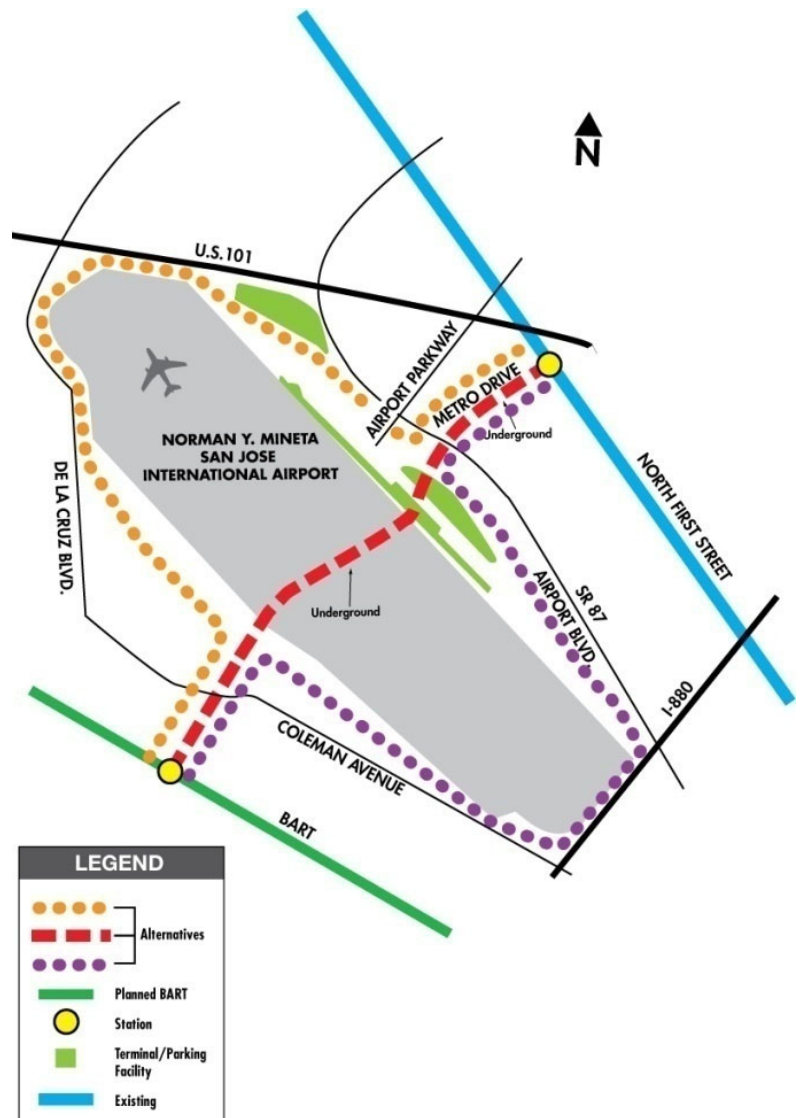 N
U.S.101
AIRPORT PARKWAY
METRO DRIVE
Underground
NORMAN Y. MINETA
SAN JOSE
INTERNATIONAL AIRPORT
DE LA CRUZ BLVD.
NORTH FIRST STREET
SR 87
AIRPORT BLVD.
Underground
I-880
COLEMAN AVENUE
BART
LEGEND
Alternatives
Planned BART
Station
Terminal/Parking
Facility
Existing